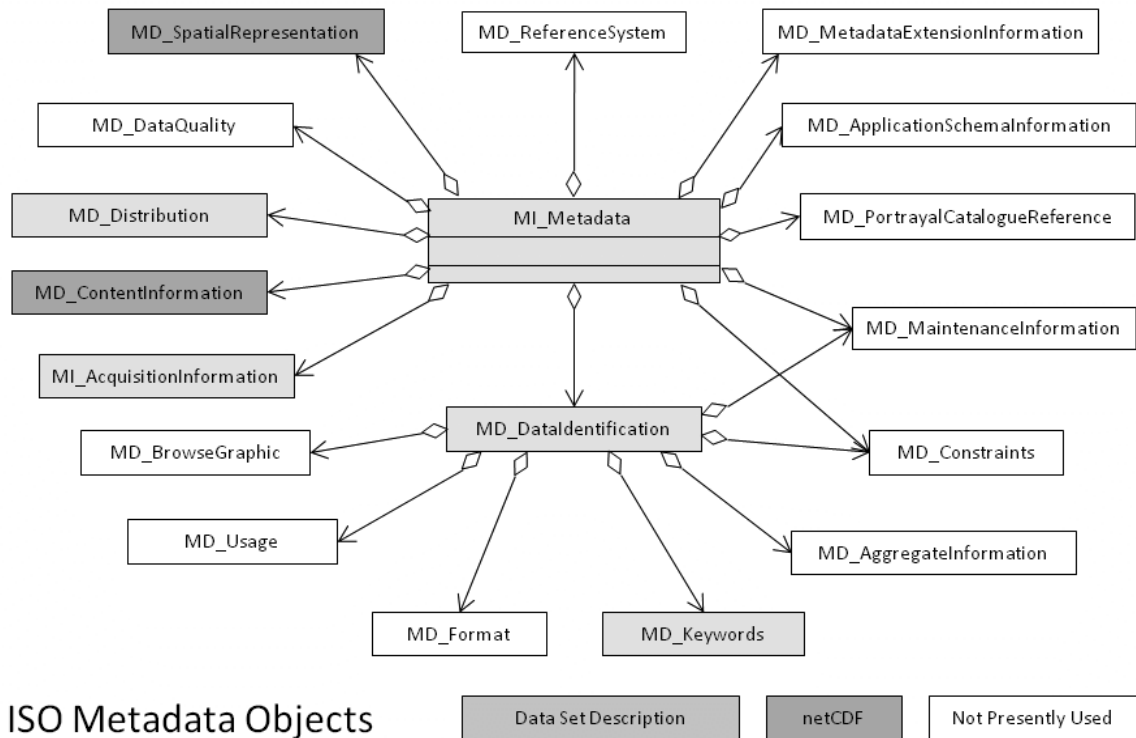 MD_SpatialRepresentation
MD_ReferenceSystem
MD_MetadataExtensionInformation
MD_DataQuality
MD_ApplicationSchemaInformation
MD_Distribution
MI_Metadata
MD_PortrayalCatalogueReference
MD_ContentInformation
MD_MaintenanceInformation
MI_AcquisitionInformation
MD_DataIdentification
MD_BrowseGraphic
MD_Constraints
MD_Usage
MD_AggregateInformation
MD_Format
MD_Keywords
ISO Metadata Objects
Data Set Description
netCDF
Not Presently Used